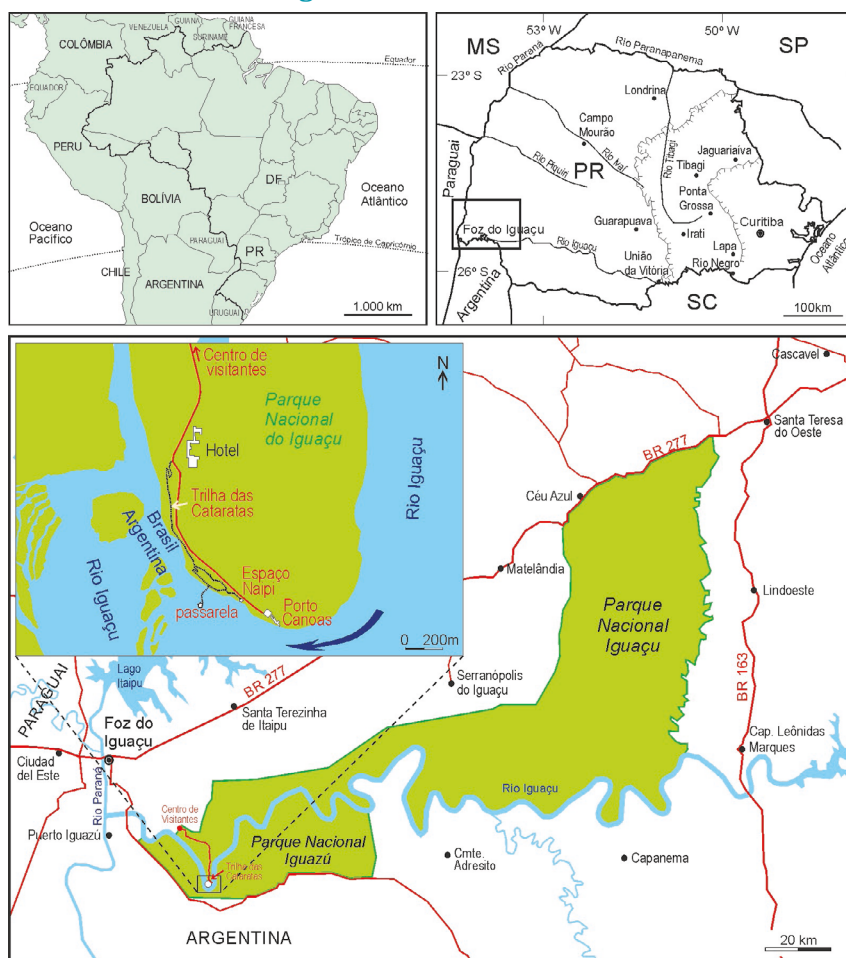 VENEZUELA
GUIANA
GUIANA
FRANCESA
SURINAME
COLÔMBIA
Equador
EQUADOR
PERU
BOLÍVIA
DF
Oceano
Atlântico
Oceano
Pacífico
PARAGUAI
PR
Trópico de Capricórnio
CHILE
ARGENTINA
URUGUAI
1.000 km
53° W
50° W
MS
SP
Rio Paraná
Rio Paranapanema
23° S
Londrina
Campo
Mourão
Rio Ivaí
Rio Tibagi
Jaguariaíva
Tibagi
Paraguai
Rio Piquiri
PR
Ponta
Grossa
Foz do Iguaçu
Guarapuava
Irati
Curitiba
Rio Iguaçu
União
da Vitória
Lapa
Rio Negro
26° S
Argentina
SC
Oceano
Atlântico
100km
Centro de
visitantes
N
Parque
Nacional
do Iguaçu
Hotel
Rio Iguaçu
Trilha das
Cataratas
Brasil
Argentina
Rio Iguaçu
Espaço
Naipi
passarela
Porto
Canoas
0 200m
Cascavel
Santa Teresa
do Oeste
BR 277
Céu Azul
Matelândia
Lindoeste
Parque
Nacional
Iguaçu
BR 163
Serranópolis
do Iguaçu
Lago
Itaipu
BR 277
PARAGUAI
Foz do
Iguaçu
Santa Terezinha
de Itaipu
Cap. Leônidas
Marques
Ciudad
del Este
Rio Paraná
Rio Iguaçu
Centro de
Visitantes
Puerto Iguazú
Parque Nacional
Iguazú
Trilha das
Cataratas
Cmte.
Adresito
Capanema
ARGENTINA
20 km